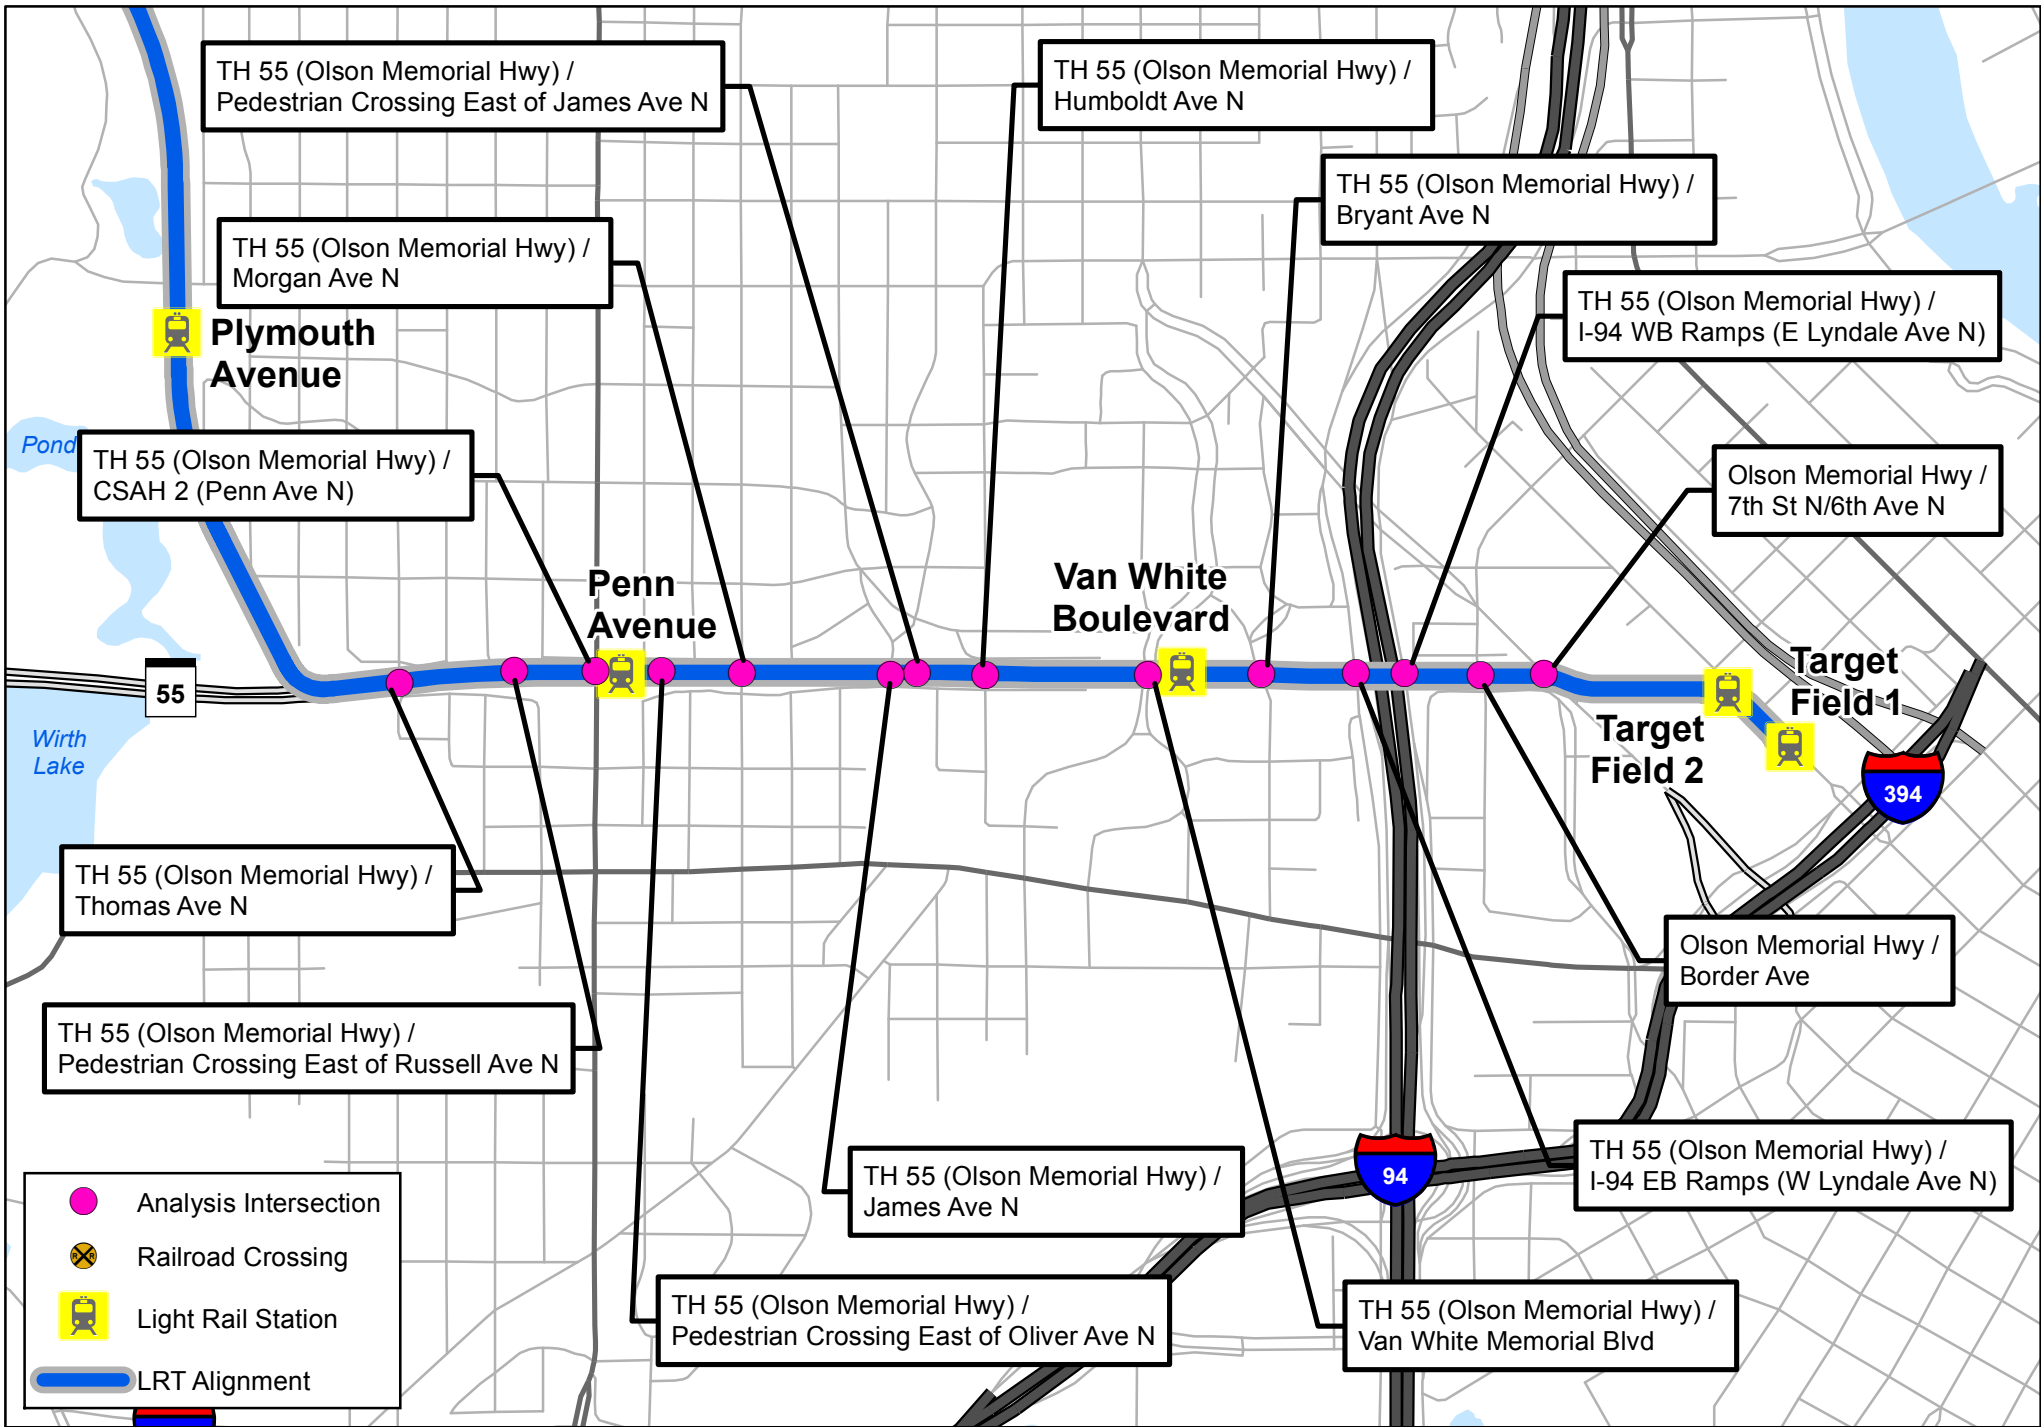 TH 55 (Olson Memorial Hwy) /
Pedestrian Crossing East of James Ave N
TH 55 (Olson Memorial Hwy) /
Humboldt Ave N
TH 55 (Olson Memorial Hwy) /
Bryant Ave N
TH 55 (Olson Memorial Hwy) /
Morgan Ave N
TH 55 (Olson Memorial Hwy) /
I-94 WB Ramps (E Lyndale Ave N)
Plymouth
Avenue
Pond
TH 55 (Olson Memorial Hwy) /
CSAH 2 (Penn Ave N)
Olson Memorial Hwy /
7th St N/6th Ave N
Penn
Avenue
Van White
Boulevard
Target
Field 1
55
Target
Field 2
Wirth
Lake
394
TH 55 (Olson Memorial Hwy) /
Thomas Ave N
Olson Memorial Hwy /
Border Ave
TH 55 (Olson Memorial Hwy) /
Pedestrian Crossing East of Russell Ave N
TH 55 (Olson Memorial Hwy) /
James Ave N
94
TH 55 (Olson Memorial Hwy) /
I-94 EB Ramps (W Lyndale Ave N)
TH 55 (Olson Memorial Hwy) /
Pedestrian Crossing East of Oliver Ave N
TH 55 (Olson Memorial Hwy) /
Van White Memorial Blvd
Analysis Intersection
R R
Railroad Crossing
Light Rail Station
LRT Alignment